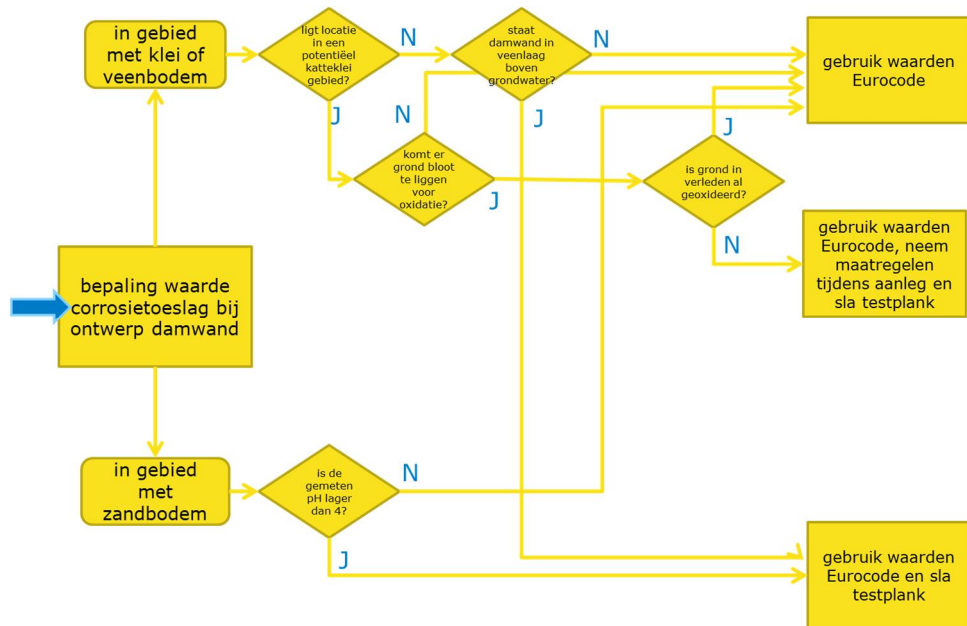 in gebied
met klei of
veenbodem
ligt locatie
in een
potentiëel
katteklei
gebied?
N
staat
damwand in
veenlaag
boven
grondwater?
N
gebruik waarden
Eurocode
J
N
J
J
komt er
grond bloot
te liggen
voor
oxidatie?
J
is grond in
verleden al
geoxideerd?
N
gebruik waarden
Eurocode, neem
maatregelen
tijdens aanleg en
sla testplank
bepaling waarde
corrosietoeslag bij
ontwerp damwand
in gebied
met
zandbodem
is de
gemeten
pH lager
dan 4?
N
J
gebruik waarden
Eurocode en sla
testplank